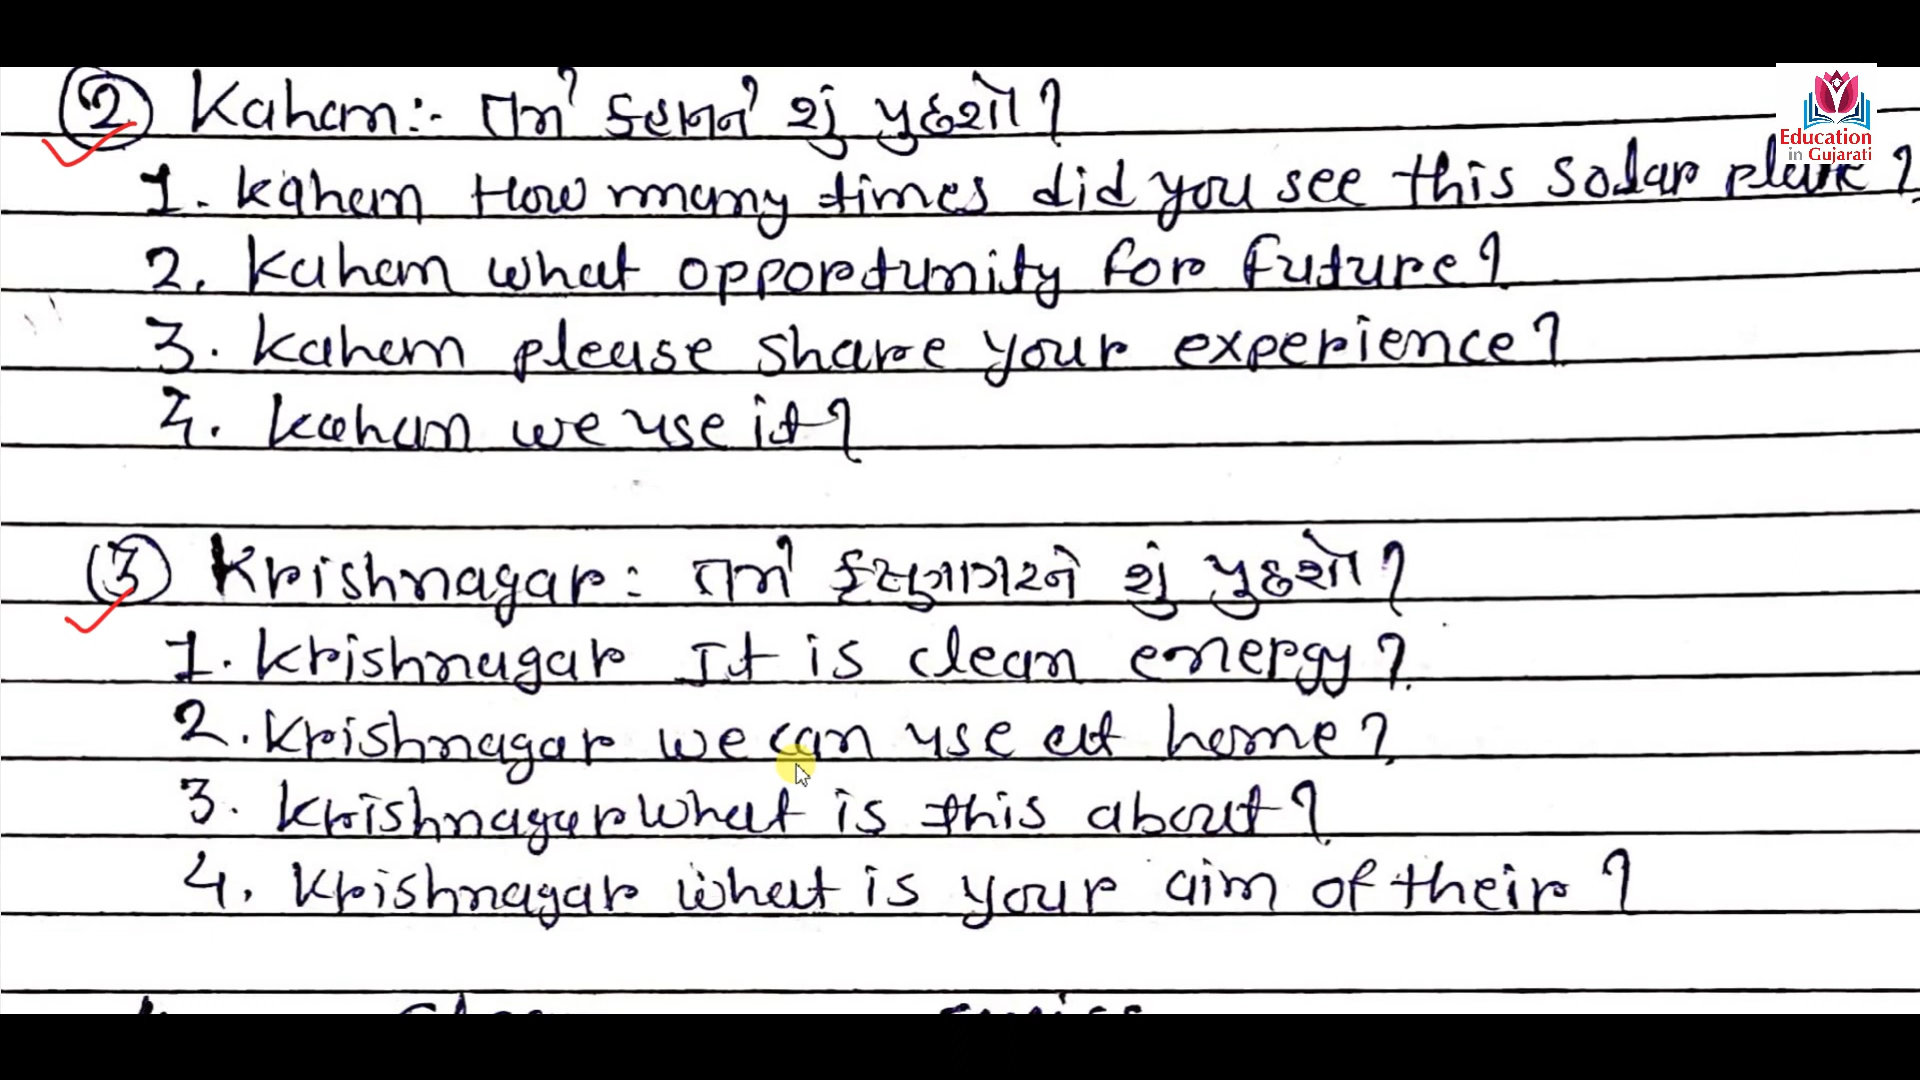 ② Kaham:- તમે કહાનને શું પુછશો?
Education
in Gujarati
1. Kaham How many times did you see this Solar plant?
2. Kaham what opportunity for future?
3. Kaham please share your experience?
4. Kaham we use it?
③ Krishnagar: તમે ક્રિષ્ણાગરને શું પુછશો?
1. Krishnagar It is clean energy?
2. Krishnagar we can use at home?
3. Krishnagar what is this about?
4. Krishnagar what is your aim of their?